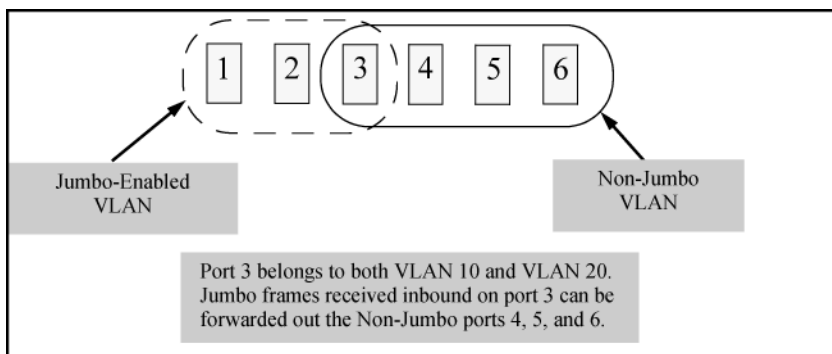 1 2 3 4 5 6
Jumbo-Enabled
VLAN
Non-Jumbo
VLAN
Port 3 belongs to both VLAN 10 and VLAN 20.
Jumbo frames received inbound on port 3 can be
forwarded out the Non-Jumbo ports 4, 5, and 6.